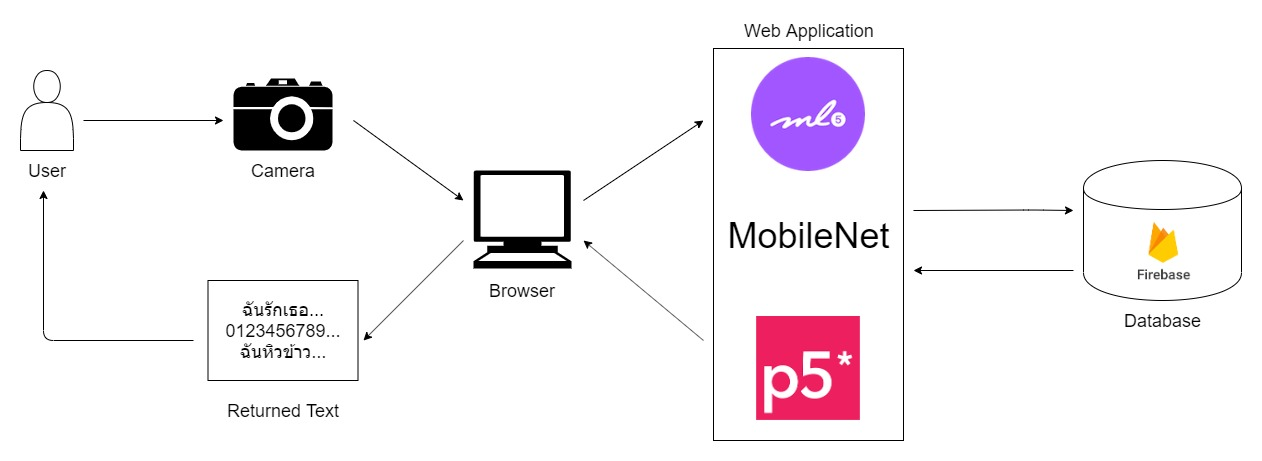 Web Application
ml5
User
Camera
MobileNet
Firebase
Browser
Database
ฉันรักเธอ...
0123456789...
ฉันหิวข้าว...
p5*
Returned Text